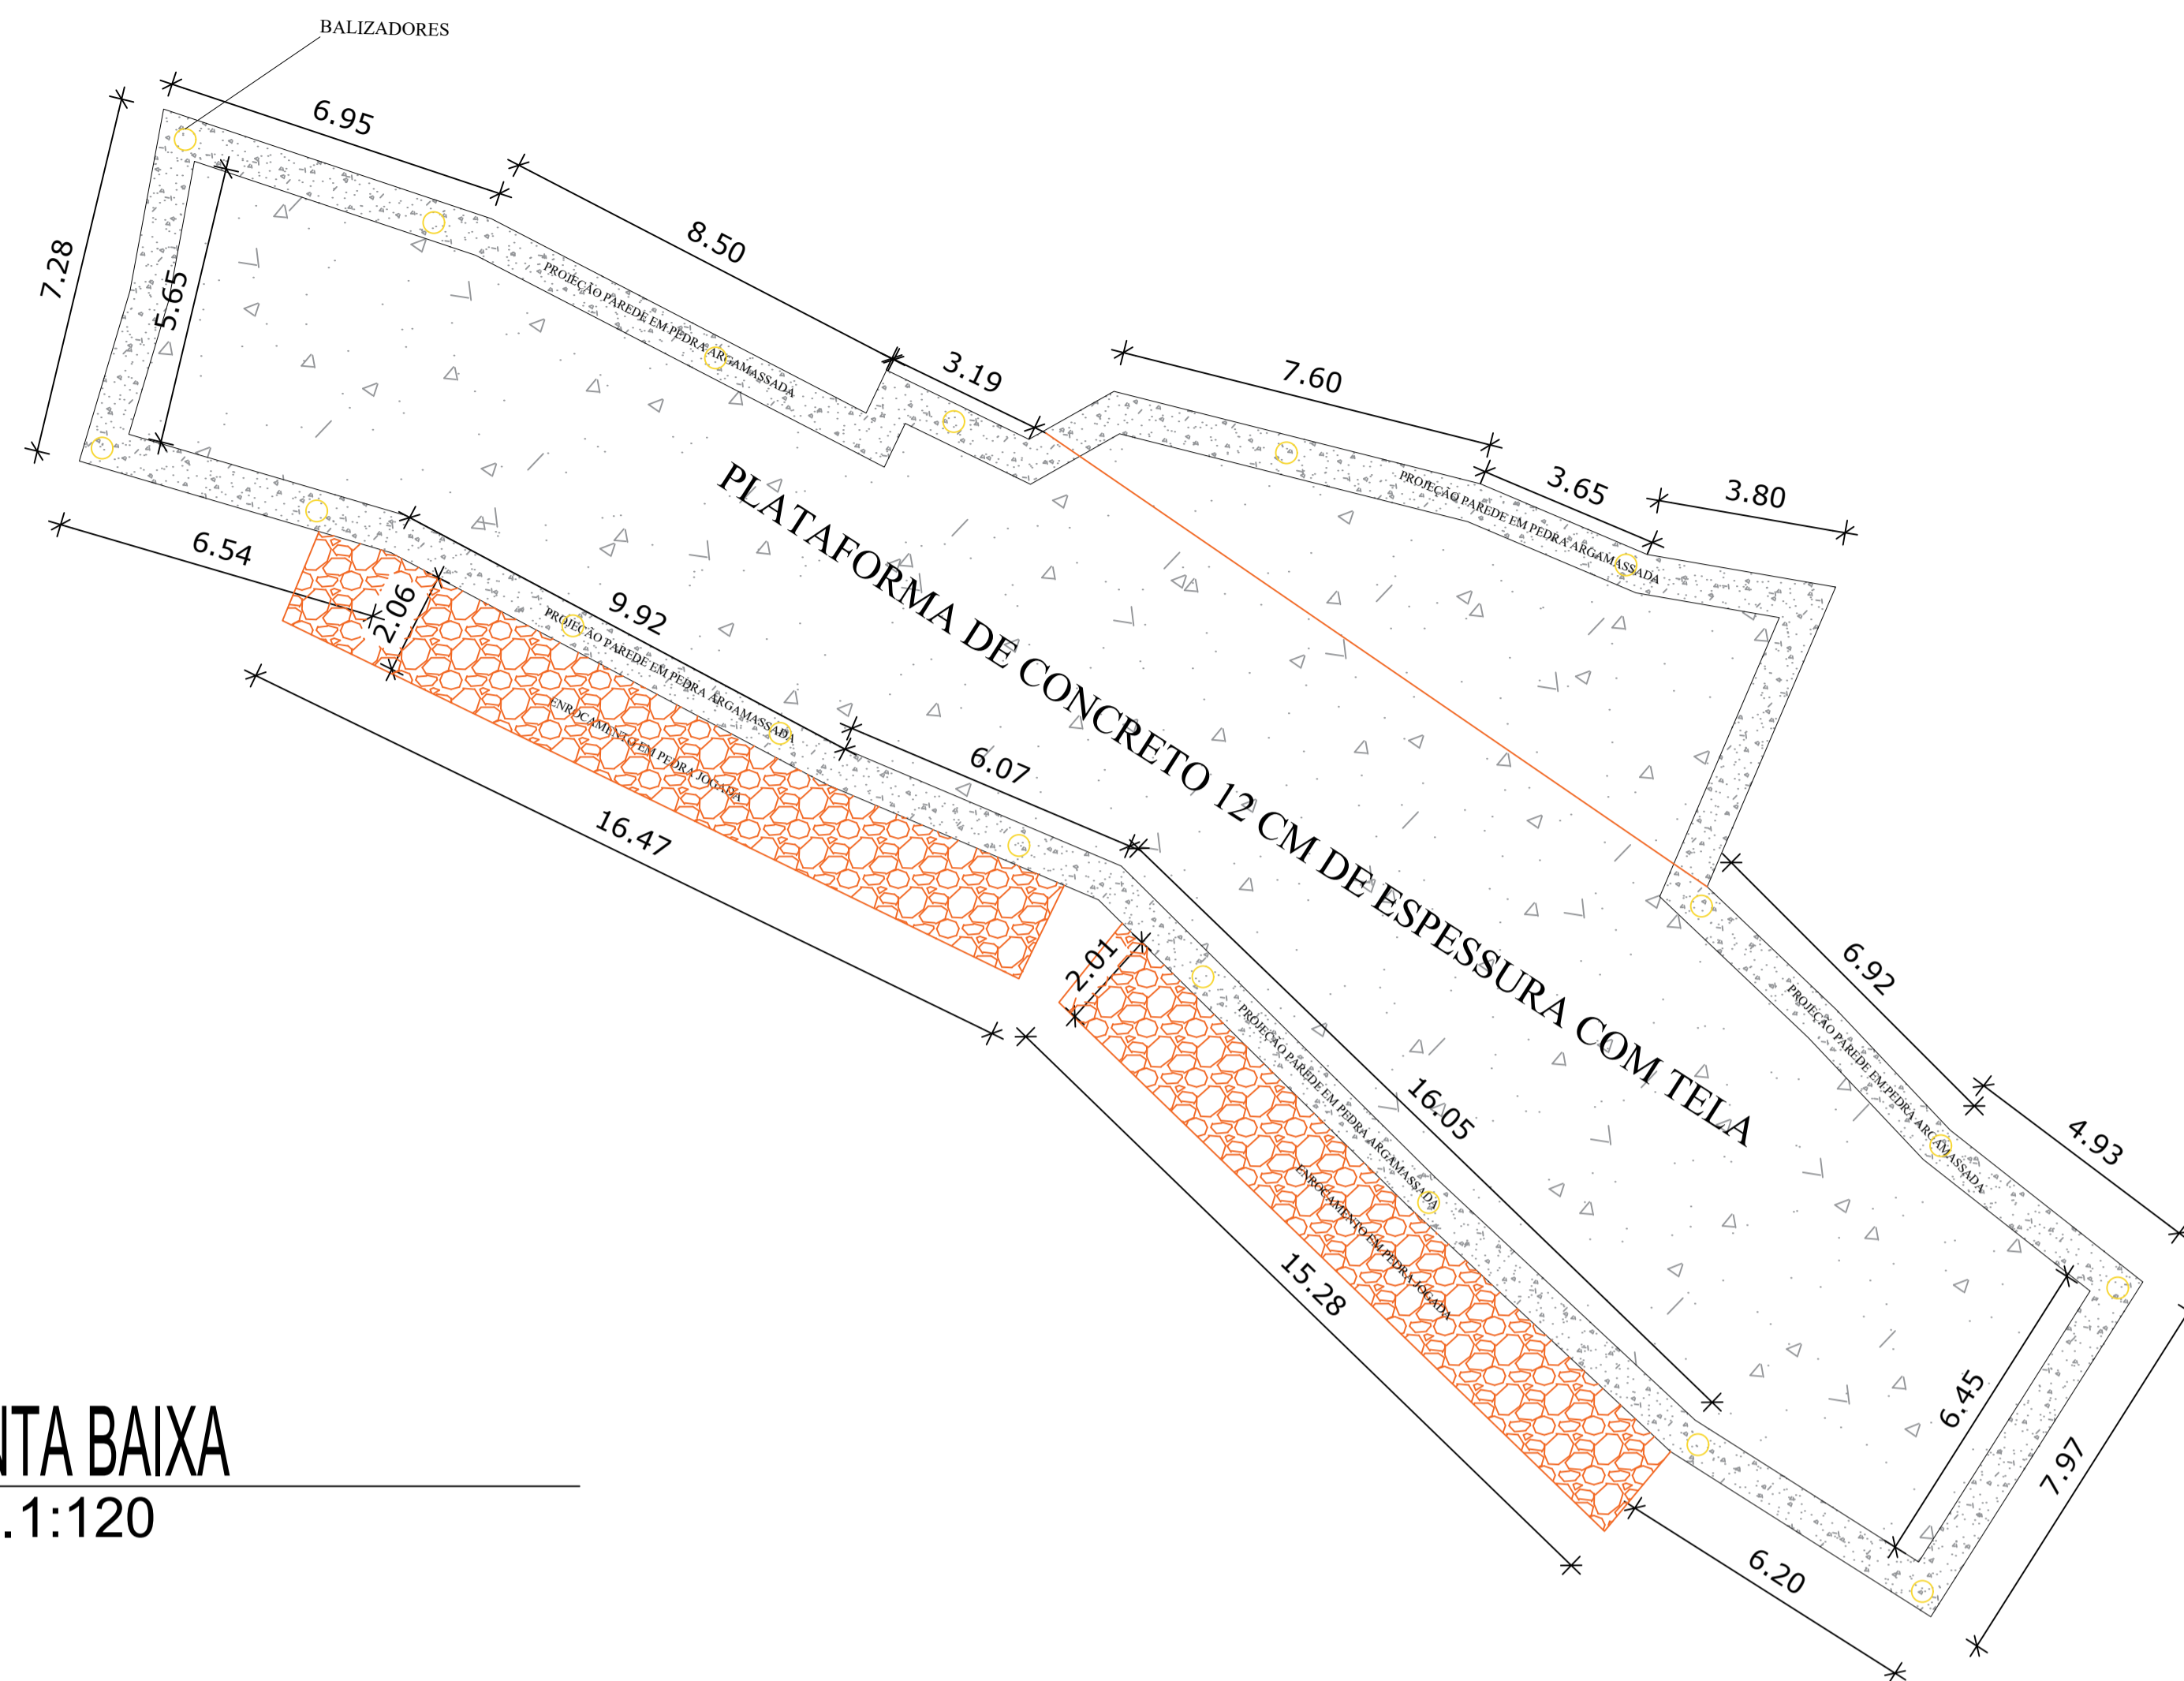 BALIZADORES
6.95
8.50
7.28
5.65
PROJEÇÃO PAREDE EM PEDRA ARGAMASSADA
3.19
7.60
3.65
3.80
PROJEÇÃO PAREDE EM PEDRA ARGAMASSADA
PLATAFORMA DE CONCRETO 12 CM DE ESPESSURA COM TELA
6.54
2.06
9.92
PROJEÇÃO PAREDE EM PEDRA ARGAMASSADA
ENROCAMENTO EM PEDRA JOGADA
6.07
16.47
2.01
6.92
PROJEÇÃO PAREDE EM PEDRA ARGAMASSADA
4.93
16.05
PROJEÇÃO PAREDE EM PEDRA ARGAMASSADA
ENROCAMENTO EM PEDRA JOGADA
15.28
6.45
7.97
6.20
NTA BAIXA
.1:120